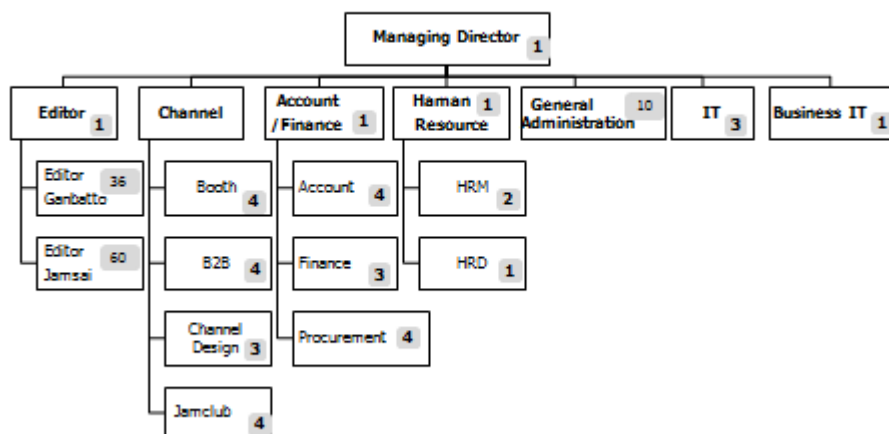 Managing Director 1
Editor 1
Channel
Account
/Finance 1
Haman 1
Resource
General 10
Administration
IT 3
Business IT 1
Editor 36
Ganbatto
Booth 4
Account 4
HRM 2
Editor 60
Jamsai
B2B 4
Finance 3
HRD 1
Channel
Design 3
Procurement 4
Jamclub 4